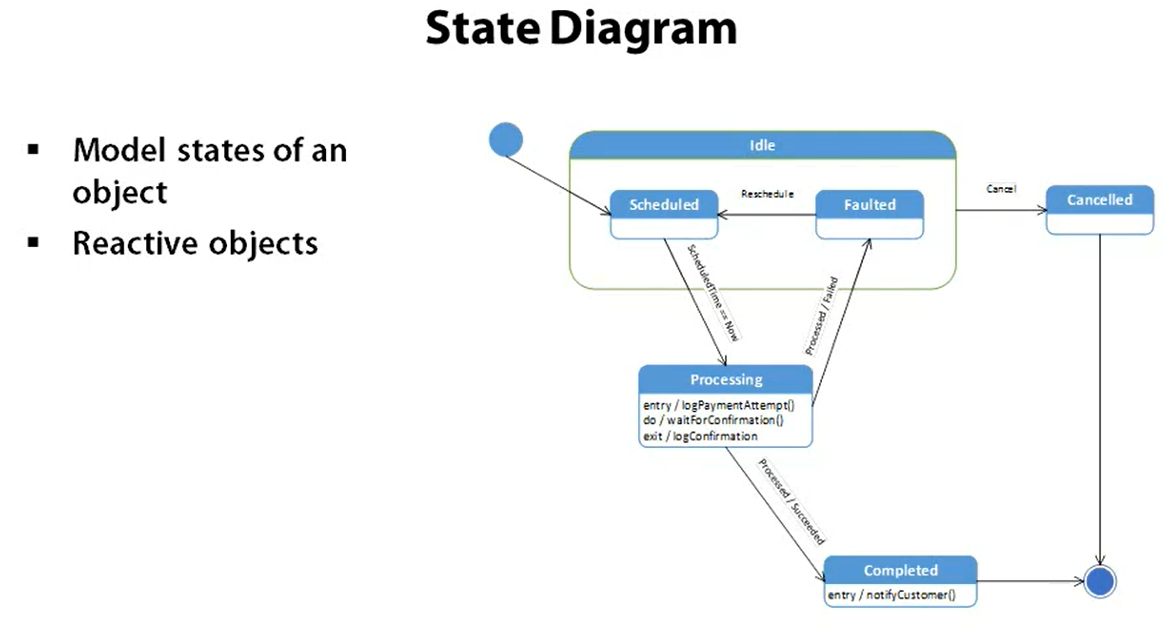 State Diagram
▪ Model states of an
object
▪ Reactive objects
Idle
Scheduled
Reschedule
Faulted
Cancel
Cancelled
ScheduledTime == Now
Processed / Failed
Processing
entry / logPaymentAttempt()
do / waitForConfirmation()
exit / logConfirmation
Processed / Succeeded
Completed
entry / notifyCustomer()